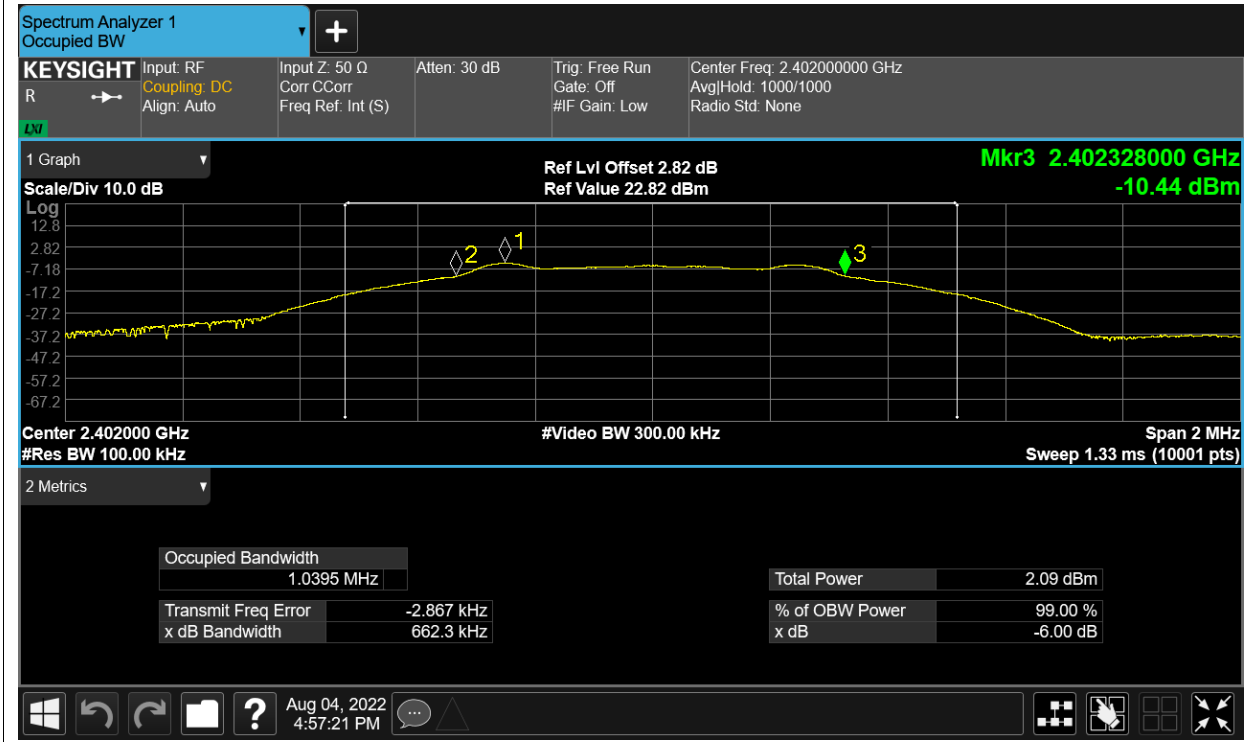 Spectrum Analyzer 1
Occupied BW
KEYSIGHT
R
LXI
Input: RF
Coupling: DC
Align: Auto
Input Z: 50 Ω
Corr CCorr
Freq Ref: Int (S)
Atten: 30 dB
Trig: Free Run
Gate: Off
#IF Gain: Low
Center Freq: 2.402000000 GHz
Avg|Hold: 1000/1000
Radio Std: None
1 Graph
Scale/Div 10.0 dB
Ref Lvl Offset 2.82 dB
Ref Value 22.82 dBm
Mkr3 2.402328000 GHz
-10.44 dBm
Log
12.8
2.82
-7.18
-17.2
-27.2
-37.2
-47.2
-57.2
-67.2
2
1
3
Center 2.402000 GHz
#Video BW 300.00 kHz
Span 2 MHz
#Res BW 100.00 kHz
Sweep 1.33 ms (10001 pts)
2 Metrics
Occupied Bandwidth
1.0395 MHz
Total Power 2.09 dBm
Transmit Freq Error -2.867 kHz
% of OBW Power 99.00 %
x dB Bandwidth 662.3 kHz
x dB -6.00 dB
?
Aug 04, 2022
4:57:21 PM